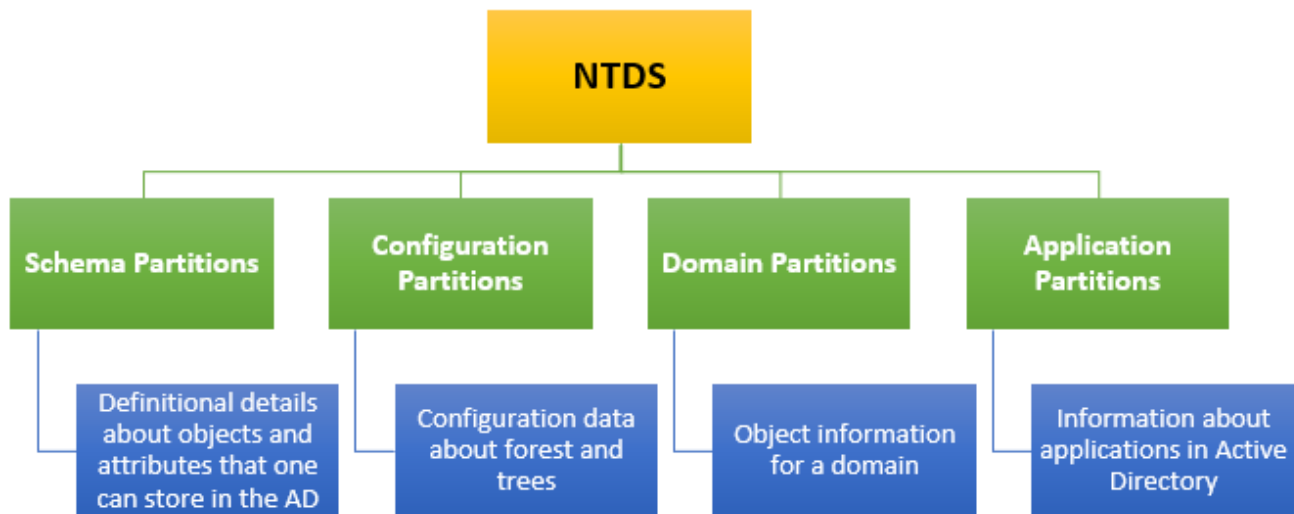 NTDS
Schema Partitions
Configuration
Partitions
Domain Partitions
Application
Partitions
Definitional details
about objects and
attributes that one
can store in the AD
Configuration data
about forest and
trees
Object information
for a domain
Information about
applications in Active
Directory